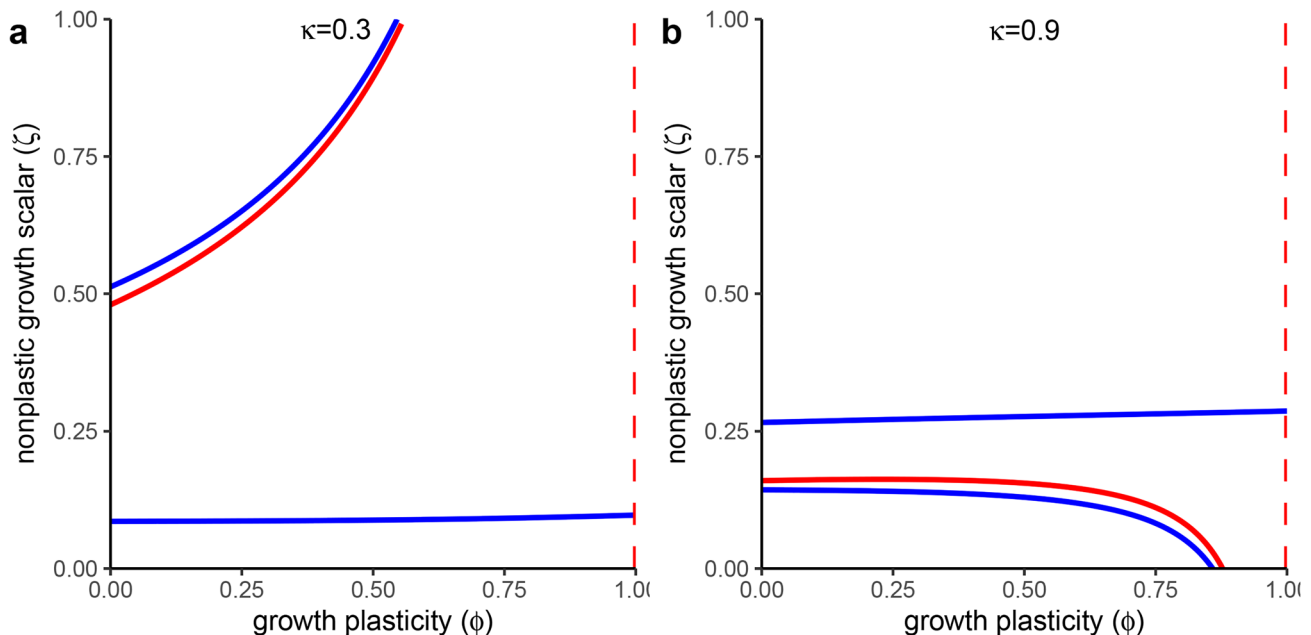 a
κ=0.3
1.00
0.75
0.50
0.25
0.00
nonplastic growth scalar (ζ)
0.00 0.25 0.50 0.75 1.00
growth plasticity (ϕ)
b
κ=0.9
1.00
0.75
0.50
0.25
0.00
nonplastic growth scalar (ζ)
0.00 0.25 0.50 0.75 1.0
growth plasticity (ϕ)